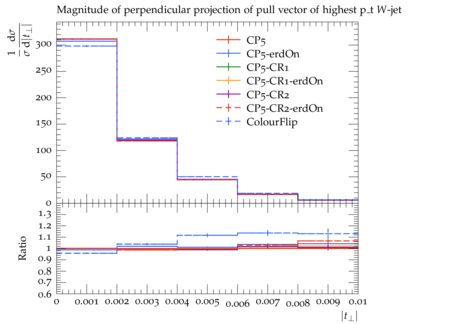 Magnitude of perpendicular projection of pull vector of highest p_t W-jet
1/σ dσ/d|t⊥|
300
250
200
150
100
50
0
CP5
CP5-erdOn
CP5-CR1
CP5-CR1-erdOn
CP5-CR2
CP5-CR2-erdOn
ColourFlip
Ratio
1.3
1.2
1.1
1
0.9
0.8
0.7
0.6
0 0.001 0.002 0.003 0.004 0.005 0.006 0.007 0.008 0.009 0.01
|t⊥|